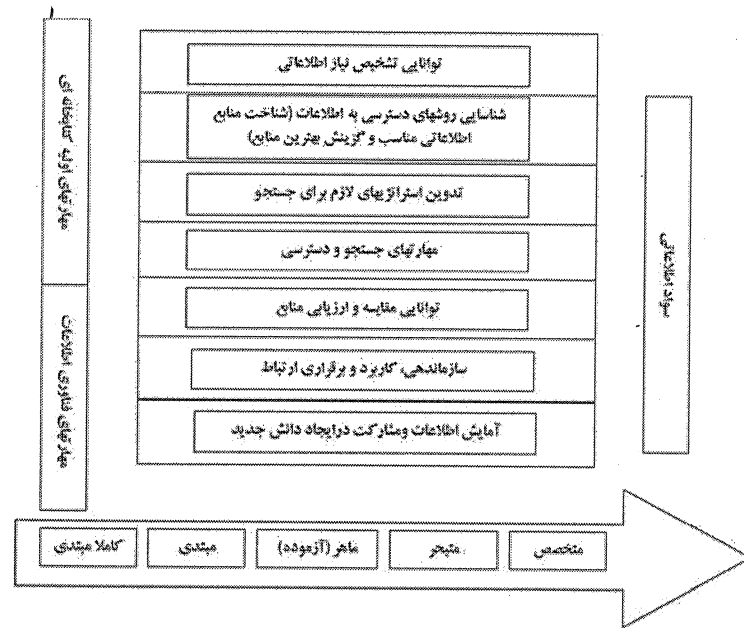 توانایی تشخیص نیاز اطلاعاتی
شناسایی روشهای دسترسی به اطلاعات (شناخت منابع
اطلاعاتی مناسب و گزینش بهترین منابع)
تدوین استراتژیهای لازم برای جستجو
مهارتهای جستجو و دسترسی
توانایی مقایسه و ارزیابی منابع
سازماندهی، کاربرد و برقراری ارتباط
آمایش اطلاعات ومشارکت درایجاد دانش جدید
سواد اطلاعاتی
مهارتهای اولیه کتابخانه ای
مهارتهای فناوری اطلاعات
متخصص
متبحر
ماهر (آزموده)
مبتدی
کاملا مبتدی